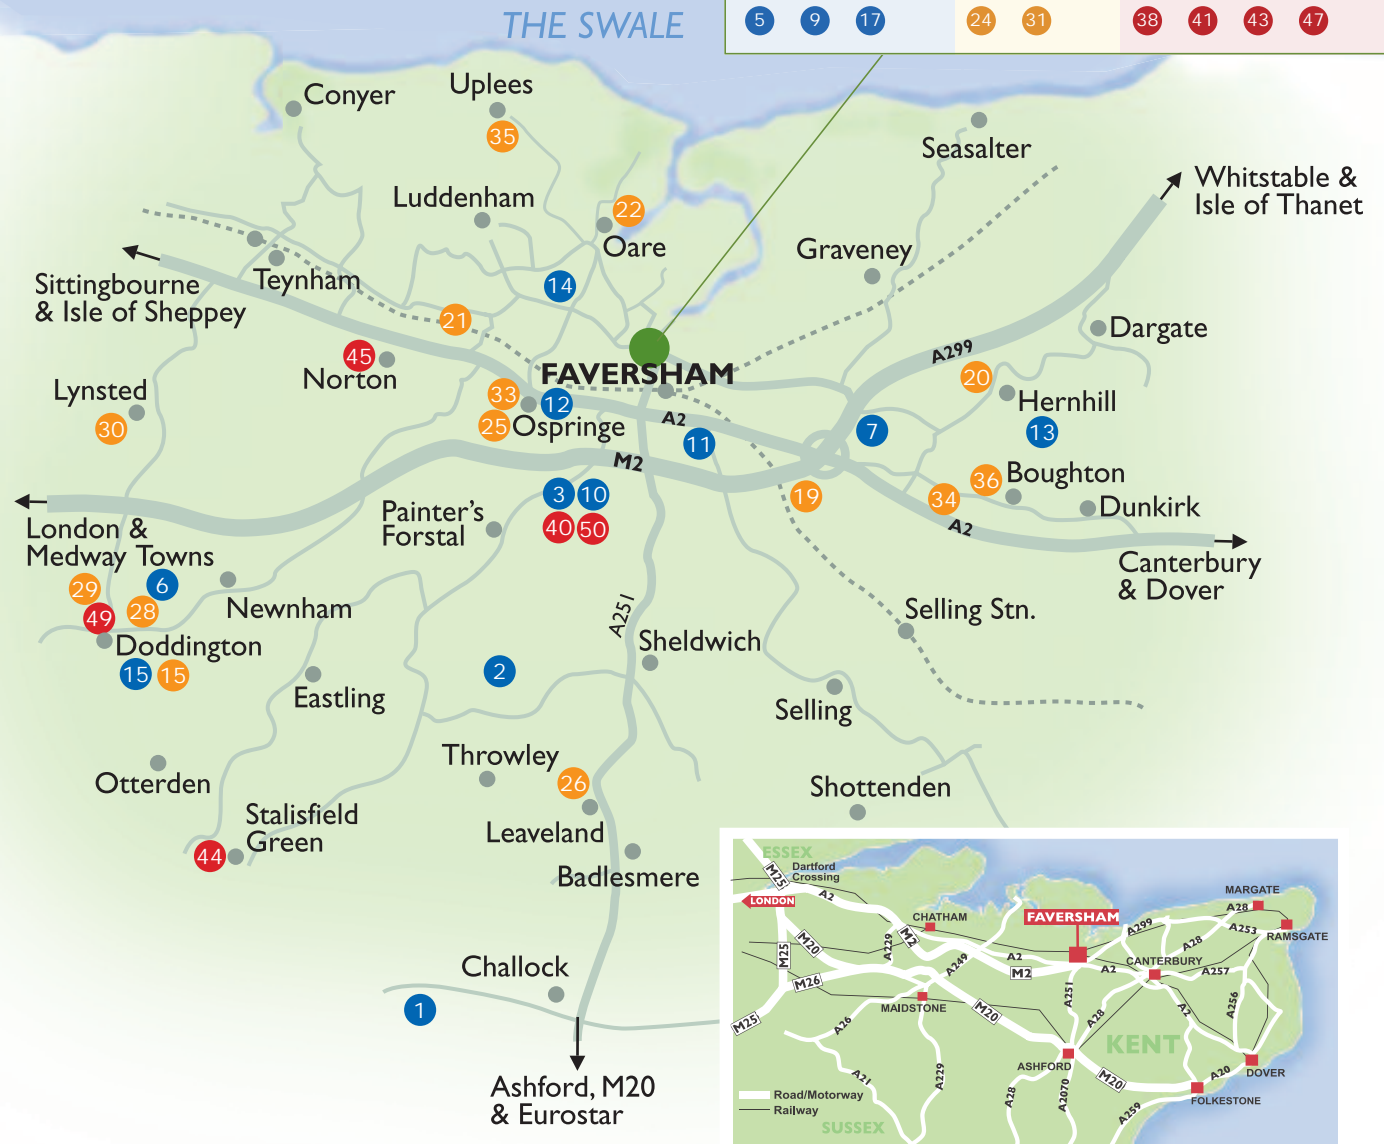 THE SWALE
5 9 17 24 31 38 41 43 47
Conyer
Uplees
35
Seasalter
Whitstable &
Isle of Thanet
Luddenham
22
Oare
Graveney
Teynham
Sittingbourne
& Isle of Sheppey
14
21
Dargate
45
Norton
FAVERSHAM
A299
20
Lynsted
30
33
12
25
Ospringe
A2
11
7
Hernhill
13
M2
36
Boughton
19
34
Dunkirk
A2
3 10
40 50
Painter's
Forstal
London &
Medway Towns
Canterbury
& Dover
29
6
49
28
Newnham
Doddington
15 15
A251
Sheldwich
Selling Stn.
2
Eastling
Selling
Throwley
26
Otterden
Shottenden
Stalisfield
Green
44
Leaveland
Badlesmere
Challock
1
Ashford, M20
& Eurostar
ESSEX
Dartford
Crossing
M25
A2
LONDON
CHATHAM
FAVERSHAM
MARGATE
A28
A299
A253
RAMSGATE
M20
M2
A229
A2
A28
M25
A249
M2
A2
CANTERBURY
A257
M26
A251
A256
MAIDSTONE
M20
A28
A2
M25
A26
KENT
ASHFORD
A20
DOVER
A21
A229
M20
Road/Motorway
A28
A2070
FOLKESTONE
Railway
A259
SUSSEX